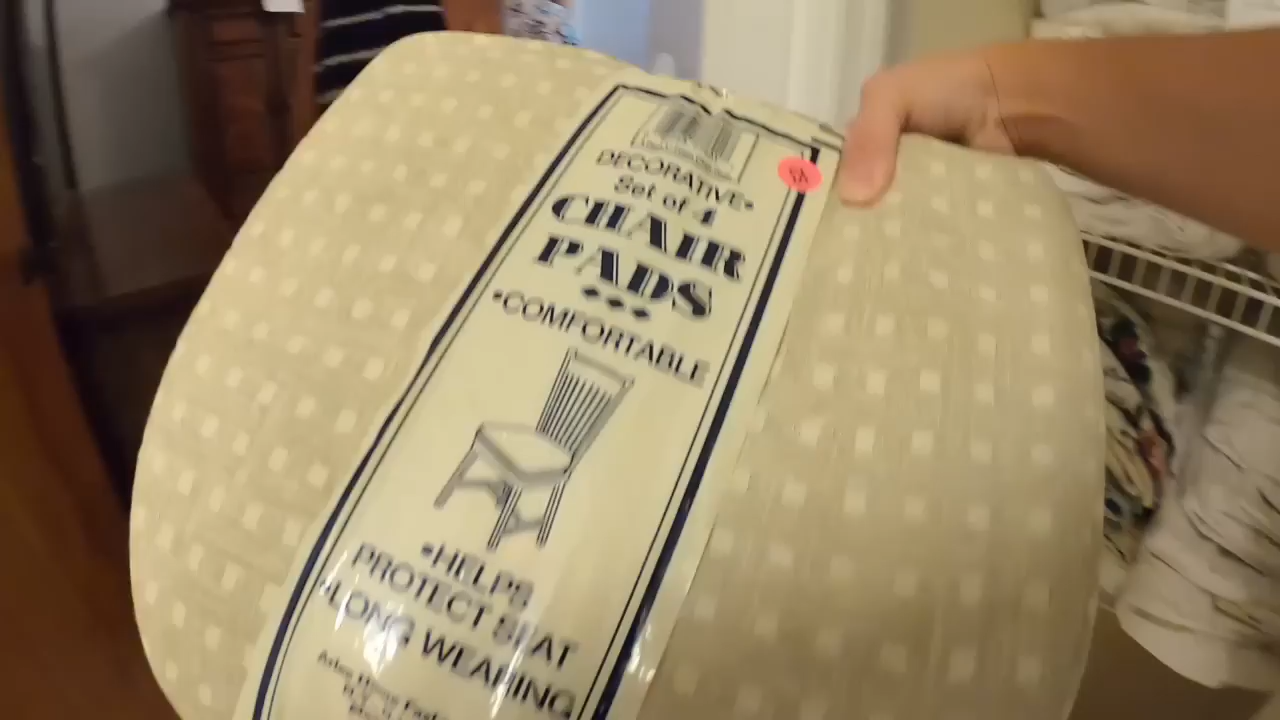 DECORATIVE•
Set of 4
CHAIR
PADS
•COMFORTABLE
•HELPS
PROTECT SEAT
•LONG WEARING